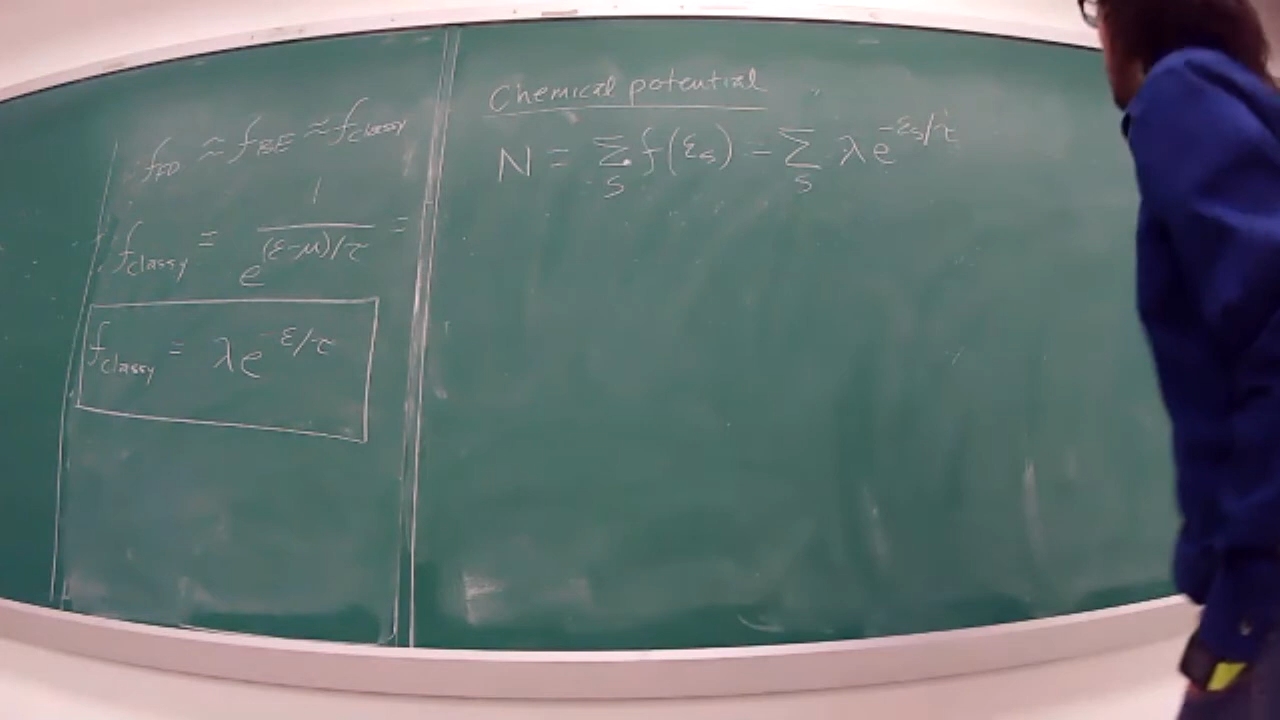 f_FD ≈ f_BE ≈ f_classy
f_classy = 1 / e^{(ε-μ)/τ} =
f_classy = λe^{-ε/τ}
Chemical potential
N = Σ_s f(ε_s) = Σ_s λe^{-ε_s/τ}